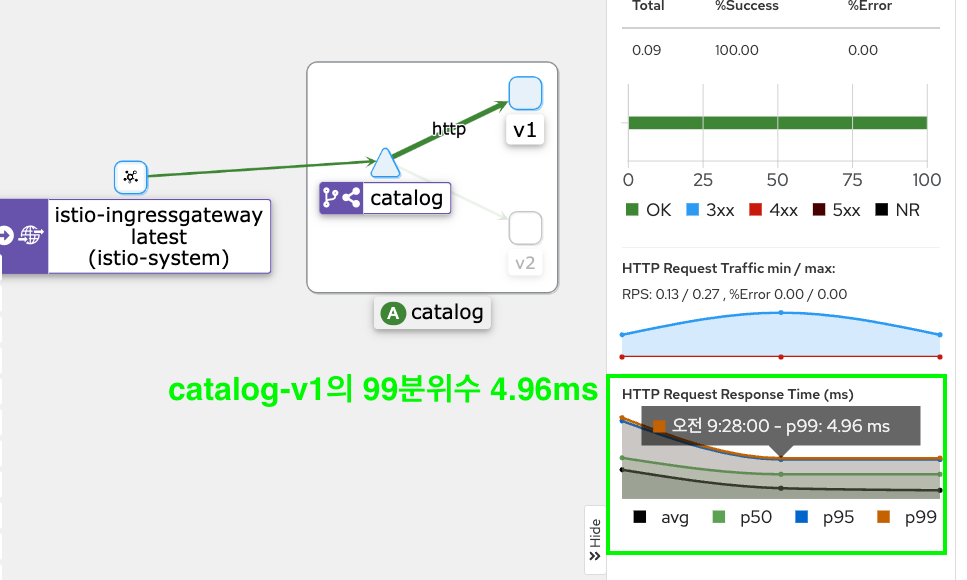 Total %Success %Error
0.09 100.00 0.00
0 25 50 75 100
OK 3xx 4xx 5xx NR
HTTP Request Traffic min / max:
RPS: 0.13 / 0.27 , %Error 0.00 / 0.00
HTTP Request Response Time (ms)
오전 9:28:00 - p99: 4.96 ms
avg p50 p95 p99
Hide
http
v1
catalog
v2
A catalog
istio-ingressgateway
latest
(istio-system)
catalog-v1의 99분위수 4.96ms